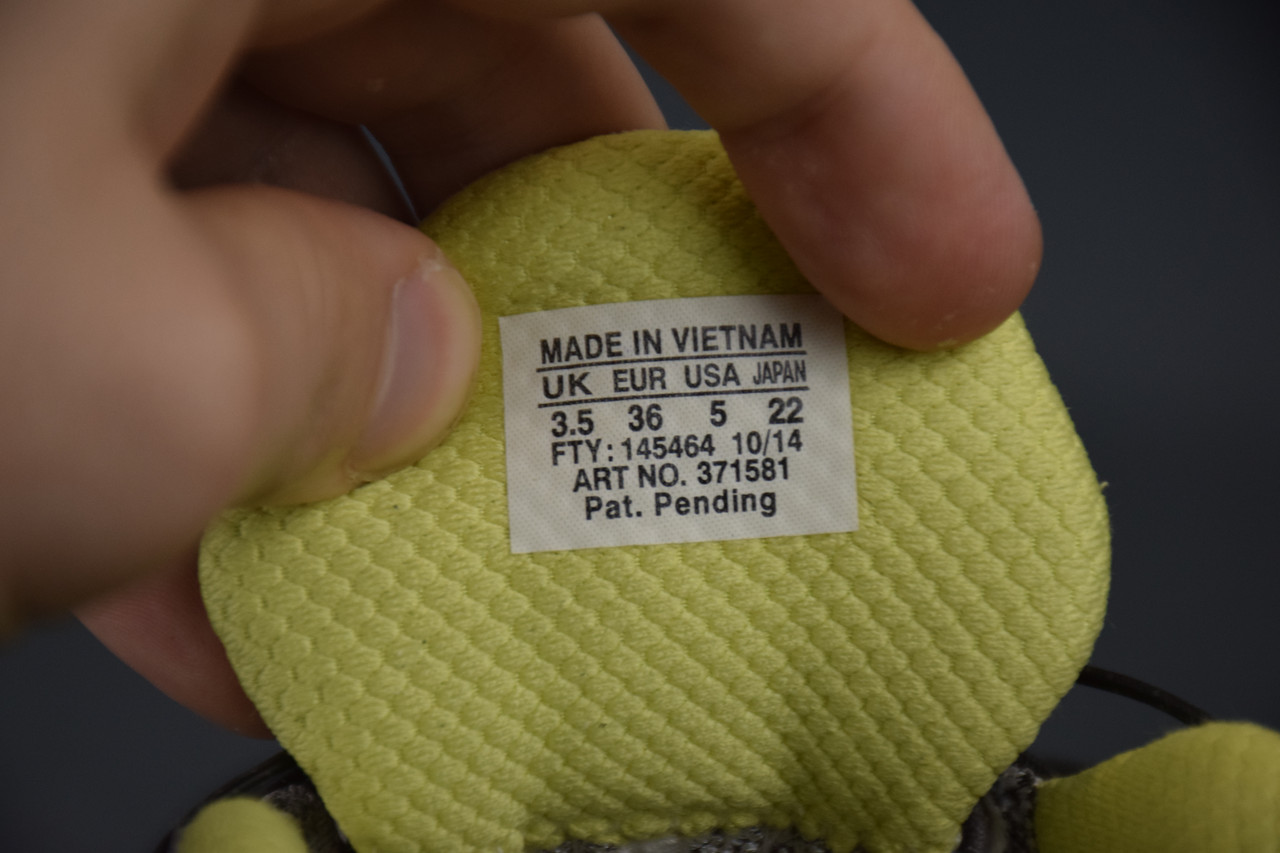 MADE IN VIETNAM
UK EUR USA JAPAN
3.5 36 5 22
FTY: 145464 10/14
ART NO. 371581
Pat. Pending